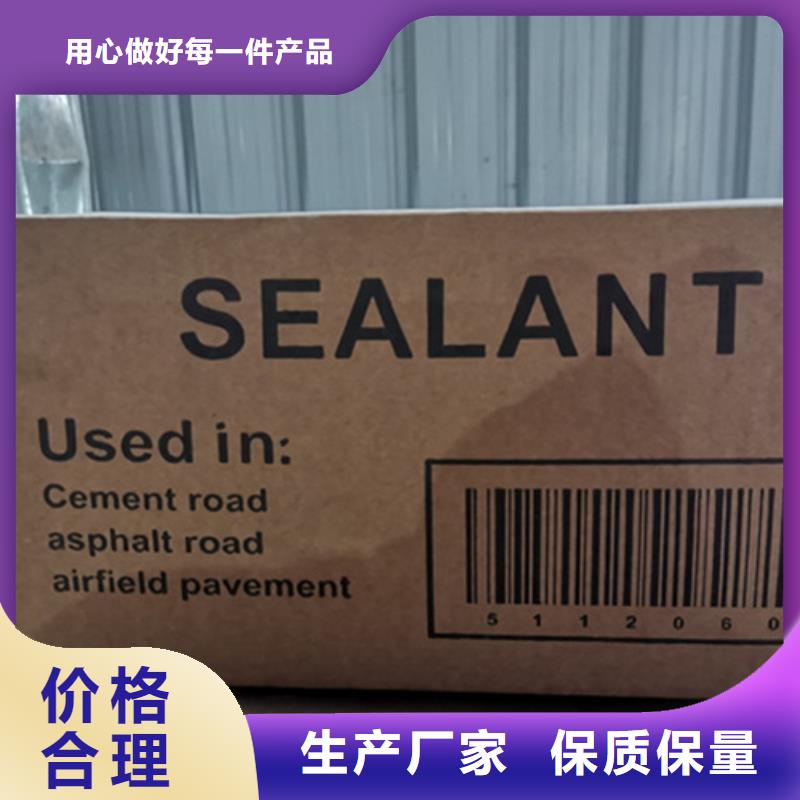 用心做好每一件产品
SEALANT
Used in:
Cement road
asphalt road
airfield pavement
5112060
价格
合理
生产厂家 保质保量